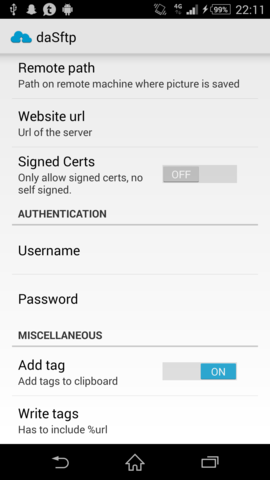 4G 99% 22:11
daSftp
Remote path
Path on remote machine where picture is saved
Website url
Url of the server
Signed Certs
Only allow signed certs, no
self signed.
OFF
AUTHENTICATION
Username
Password
MISCELLANEOUS
Add tag
Add tags to clipboard
ON
Write tags
Has to include %url